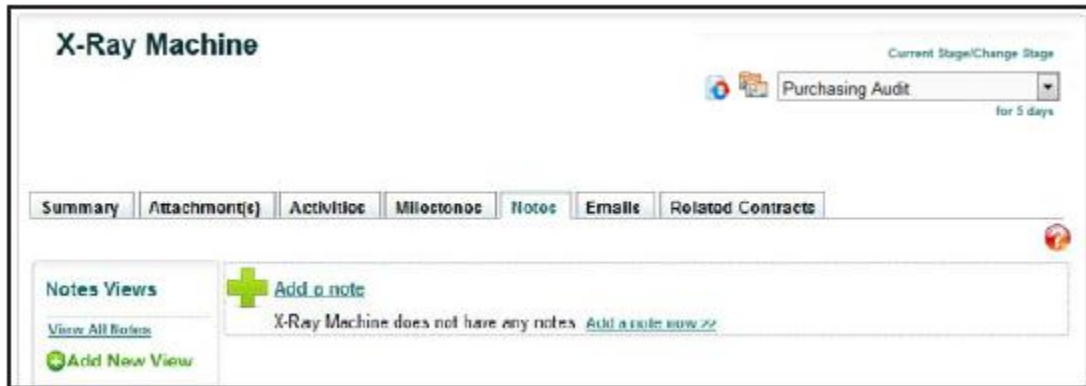 X-Ray Machine
Current Stage/Change Stage
Purchasing Audit
for 5 days
Summary Attachment(s) Activities Milestones Notes Emails Related Contracts
Notes Views
Add a note
X-Ray Machine does not have any notes Add a note now >>
View All Notes
Add New View